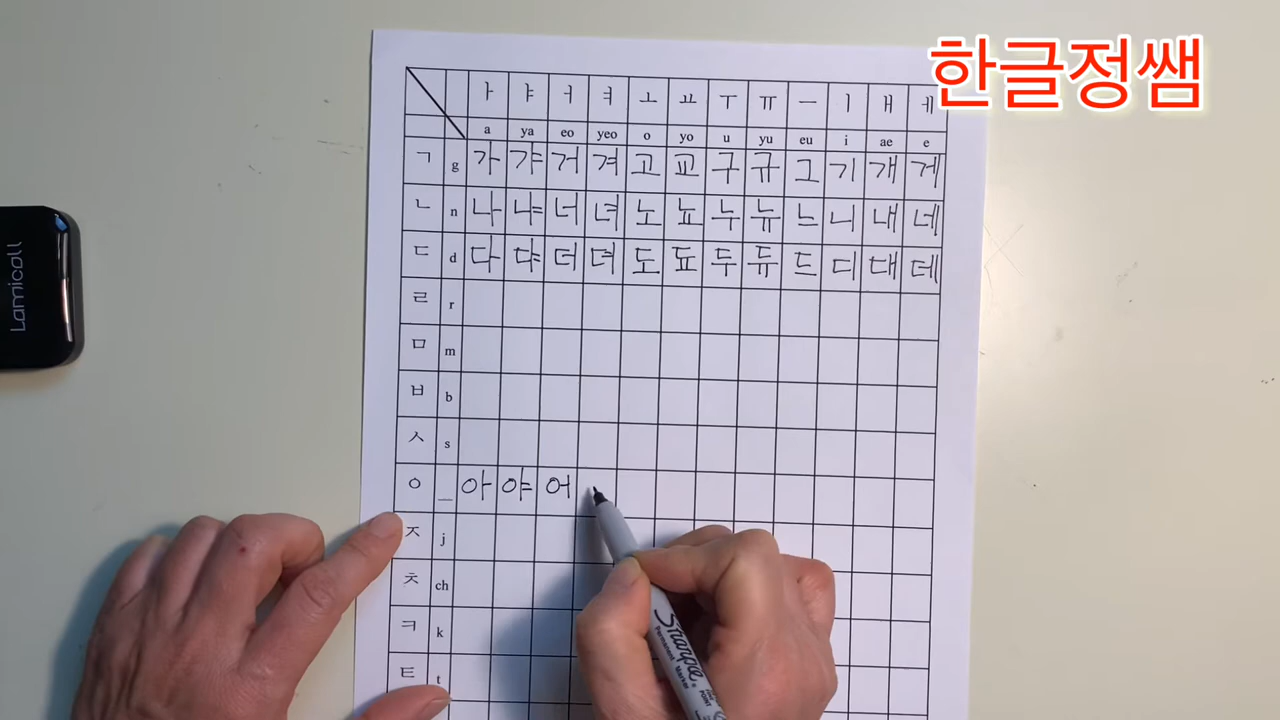 한글정쌤
ㅏ ㅑ ㅓ ㅕ ㅗ ㅛ ㅜ ㅠ ㅡ ㅣ ㅐ ㅔ
a ya eo yeo o yo u yu eu i ae e
ㄱ g 가 갸 거 겨 고 교 구 규 그 기 개 게
ㄴ n 나 냐 너 녀 노 뇨 누 뉴 느 니 내 네
ㄷ d 다 댜 더 뎌 도 됴 두 듀 드 디 대 데
ㄹ r
ㅁ m
ㅂ b
ㅅ s
ㅇ _ 아 야 어
ㅈ j
ㅊ ch
ㅋ k
ㅌ t
Lamicall
Sharpie
Permanent Marker